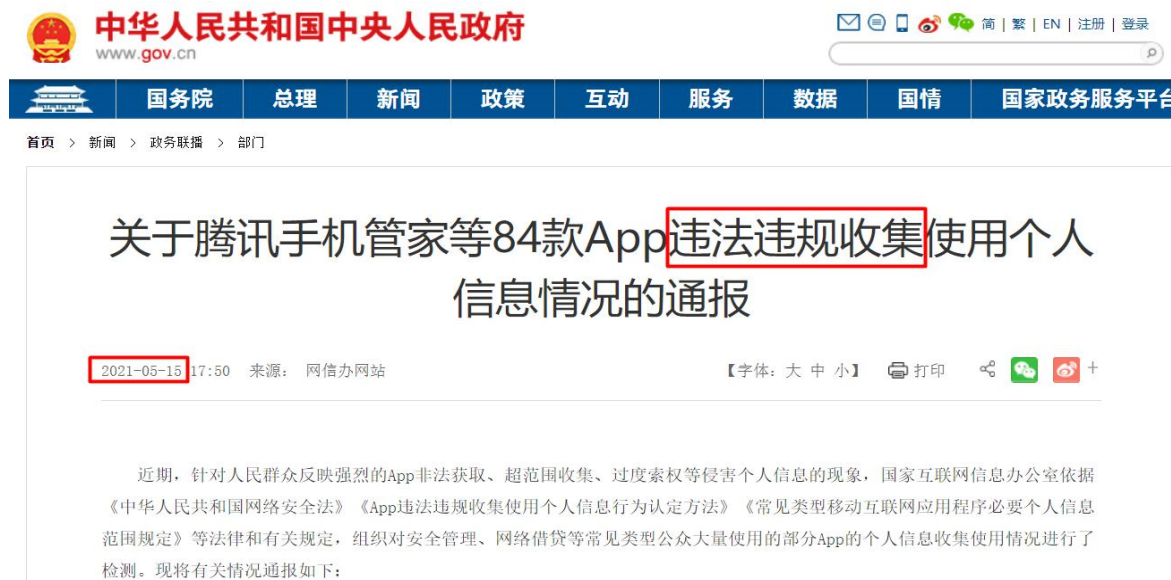 中华人民共和国中央人民政府
www.gov.cn
简 | 繁 | EN | 注册 | 登录
国务院 总理 新闻 政策 互动 服务 数据 国情 国家政务服务平台
首页 > 新闻 > 政务联播 > 部门
关于腾讯手机管家等84款App违法违规收集使用个人
信息情况的通报
2021-05-15 17:50 来源: 网信办网站 【字体: 大 中 小】 打印 +
近期，针对人民群众反映强烈的App非法获取、超范围收集、过度索权等侵害个人信息的现象，国家互联网信息办公室依据
《中华人民共和国网络安全法》《App违法违规收集使用个人信息行为认定方法》《常见类型移动互联网应用程序必要个人信息
范围规定》等法律和有关规定，组织对安全管理、网络借贷等常见类型公众大量使用的部分App的个人信息收集使用情况进行了
检测。现将有关情况通报如下：